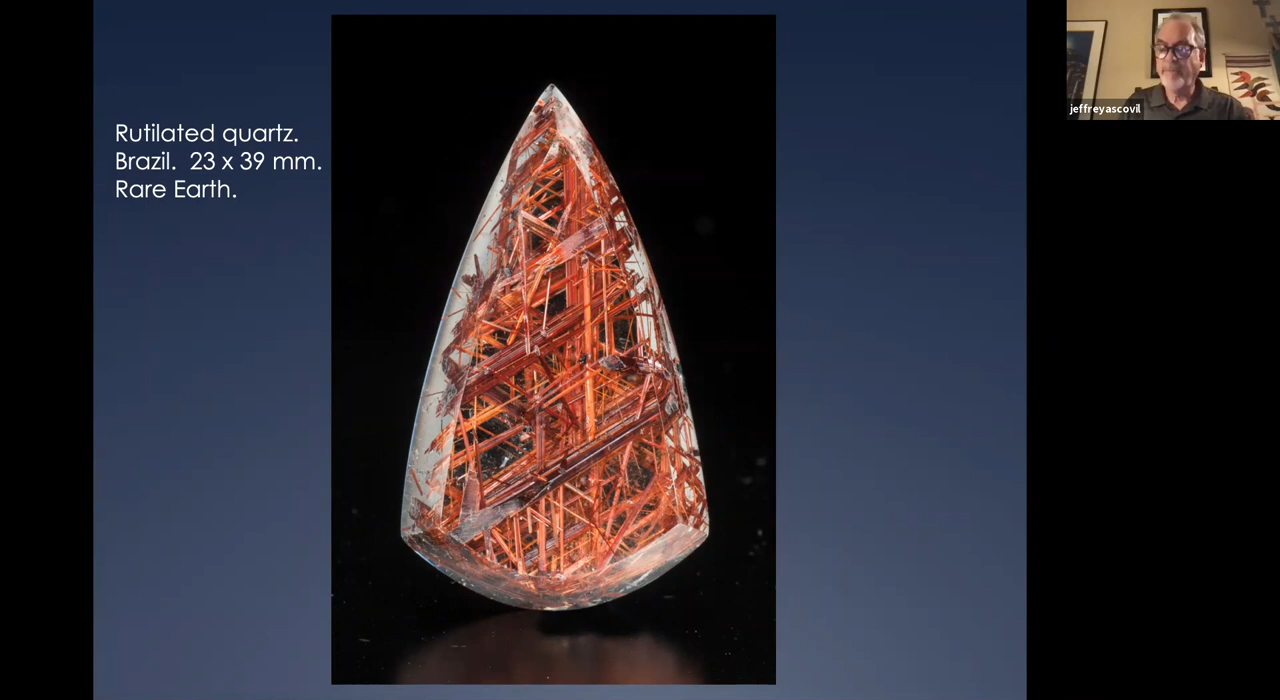 Rutilated quartz.
Brazil.  23 x 39 mm.
Rare Earth.
jeffreyascovil